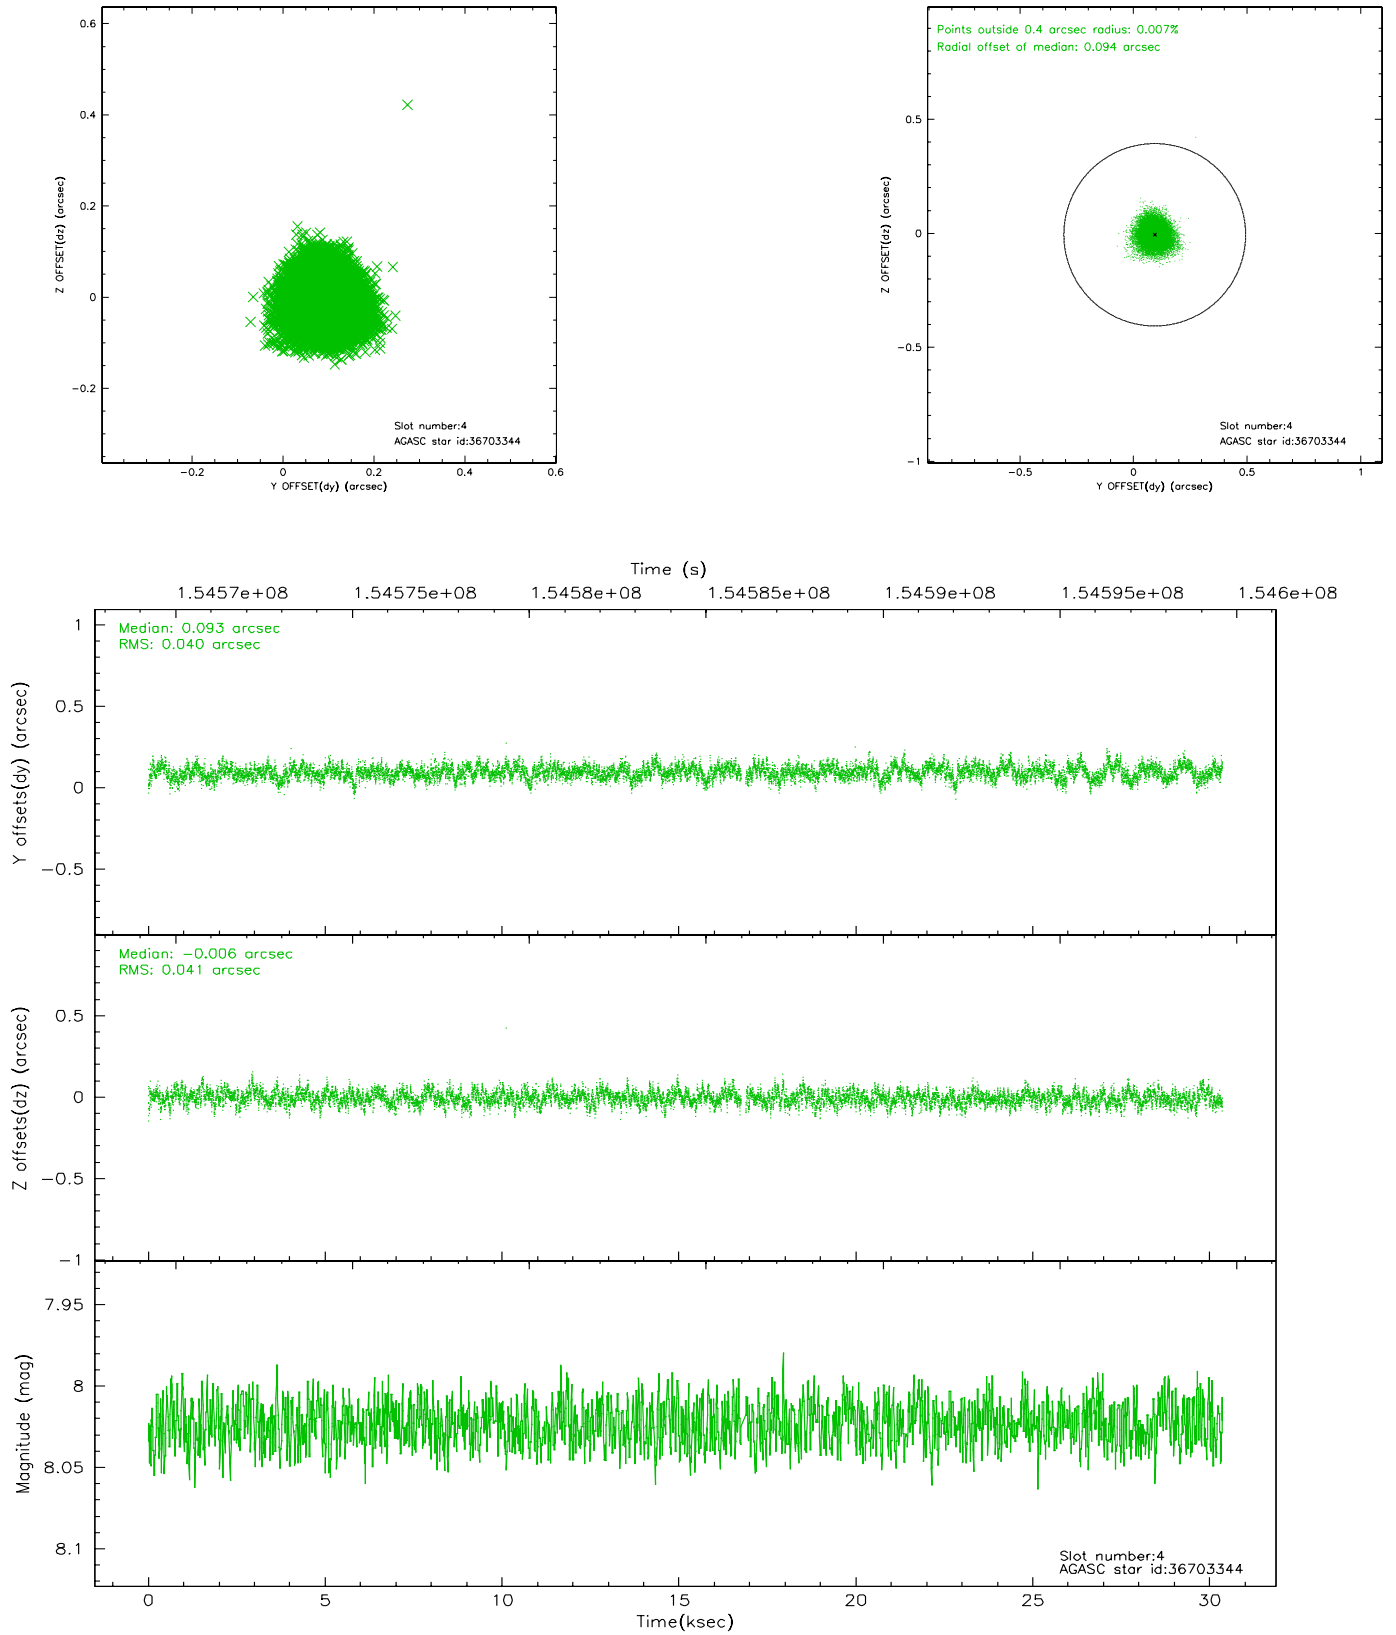 0.6
0.4
0.2
0
−0.2
Z OFFSET(dz) (arcsec)
Slot number:4
AGASC star id:36703344
−0.2 0 0.2 0.4 0.6
Y OFFSET(dy) (arcsec)
Points outside 0.4 arcsec radius: 0.007%
Radial offset of median: 0.094 arcsec
0.5
0
−0.5
−1
Z OFFSET(dz) (arcsec)
Slot number:4
AGASC star id:36703344
−0.5 0 0.5 1
Y OFFSET(dy) (arcsec)
Time (s)
1.5457e+08 1.54575e+08 1.5458e+08 1.54585e+08 1.5459e+08 1.54595e+08 1.546e+08
Median: 0.093 arcsec
RMS: 0.040 arcsec
1
0.5
0
−0.5
Y offsets(dy) (arcsec)
Median: −0.006 arcsec
RMS: 0.041 arcsec
0.5
0
−0.5
−1
Z offsets(dz) (arcsec)
7.95
8
8.05
8.1
Magnitude (mag)
Slot number:4
AGASC star id:36703344
0 5 10 15 20 25 30
Time(ksec)